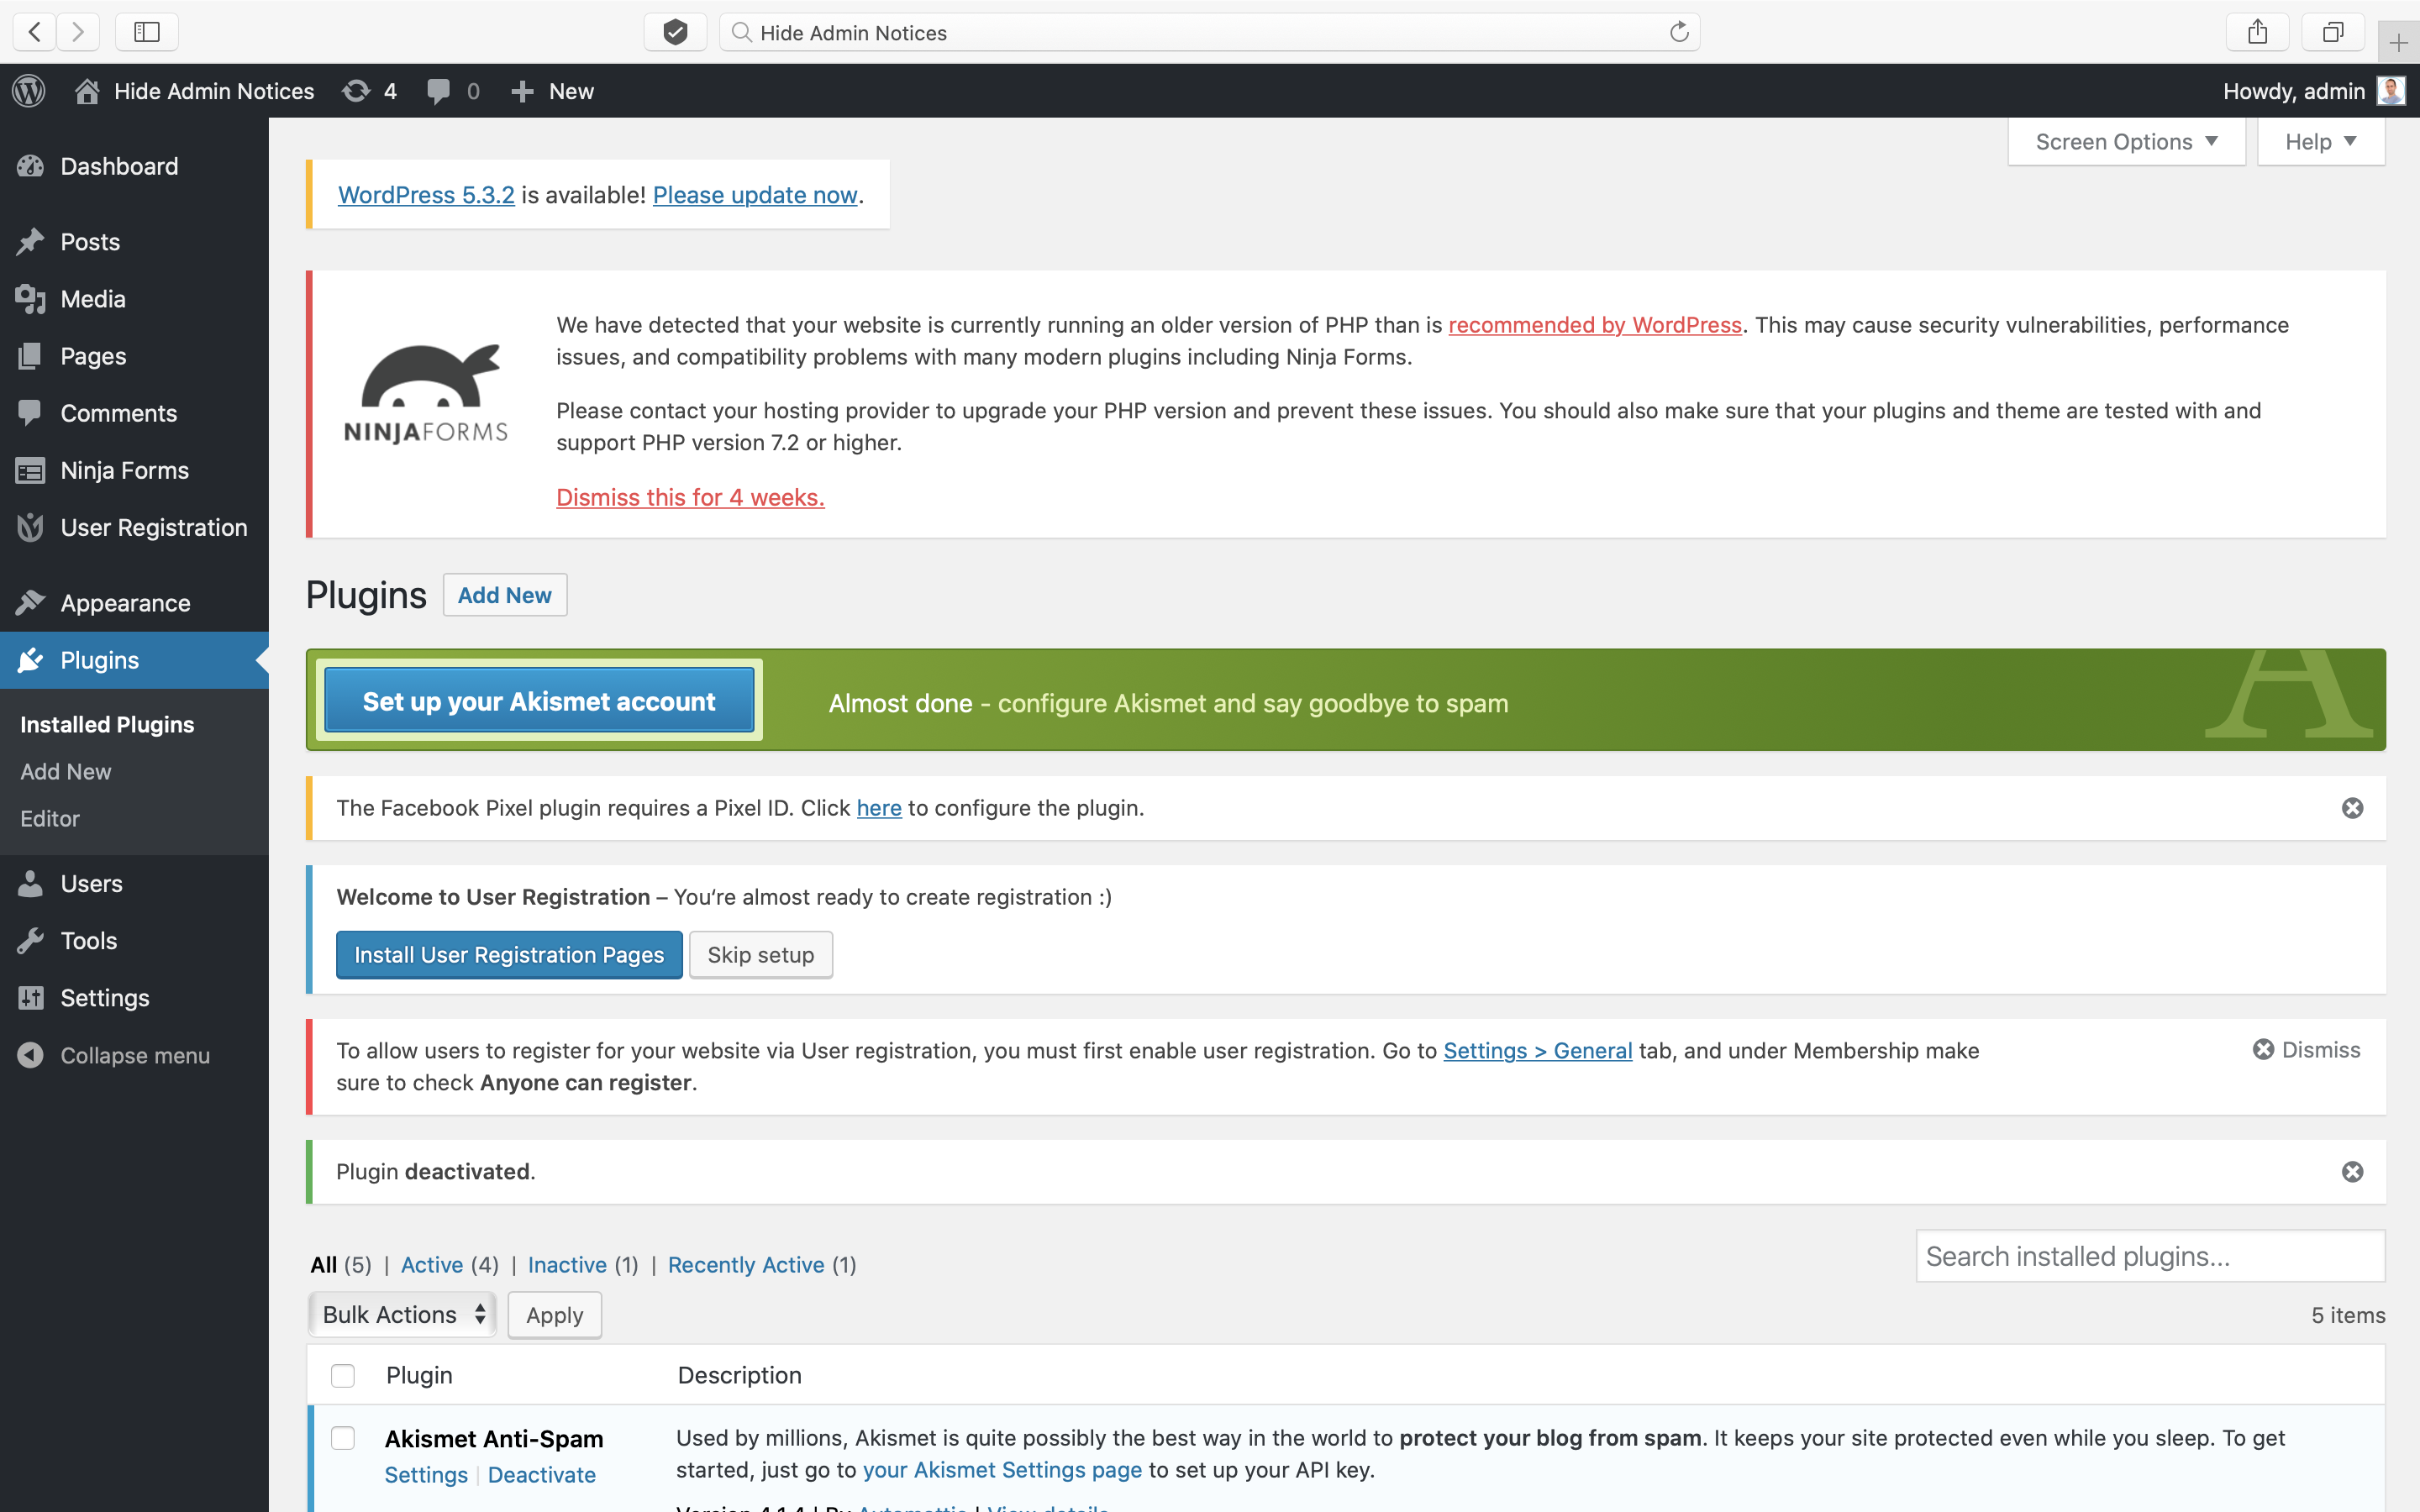 Hide Admin Notices
Hide Admin Notices 4 0 New Howdy, admin
Screen Options Help
Dashboard
Posts
Media
Pages
Comments
Ninja Forms
User Registration
Appearance
Plugins
Installed Plugins
Add New
Editor
Users
Tools
Settings
Collapse menu
WordPress 5.3.2 is available! Please update now.
NINJAFORMS
We have detected that your website is currently running an older version of PHP than is recommended by WordPress. This may cause security vulnerabilities, performance
issues, and compatibility problems with many modern plugins including Ninja Forms.
Please contact your hosting provider to upgrade your PHP version and prevent these issues. You should also make sure that your plugins and theme are tested with and
support PHP version 7.2 or higher.
Dismiss this for 4 weeks.
Plugins Add New
Set up your Akismet account Almost done - configure Akismet and say goodbye to spam A
The Facebook Pixel plugin requires a Pixel ID. Click here to configure the plugin.
Welcome to User Registration – You‘re almost ready to create registration :)
Install User Registration Pages Skip setup
To allow users to register for your website via User registration, you must first enable user registration. Go to Settings > General tab, and under Membership make
sure to check Anyone can register.
Dismiss
Plugin deactivated.
All (5) | Active (4) | Inactive (1) | Recently Active (1)
Search installed plugins...
Bulk Actions Apply
5 items
Plugin Description
Akismet Anti-Spam
Settings | Deactivate
Used by millions, Akismet is quite possibly the best way in the world to protect your blog from spam. It keeps your site protected even while you sleep. To get
started, just go to your Akismet Settings page to set up your API key.
Version 4.1.4 | By Automattic | View details